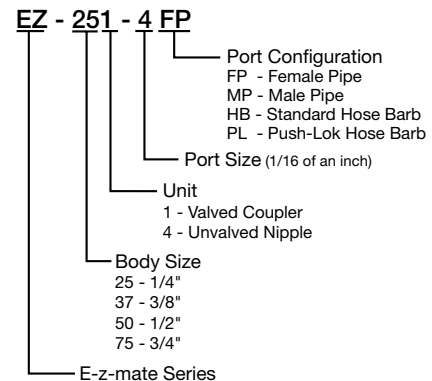 EZ - 251 - 4 FP
Port Configuration
FP - Female Pipe
MP - Male Pipe
HB - Standard Hose Barb
PL - Push-Lok Hose Barb
Port Size (1/16 of an inch)
Unit
1 - Valved Coupler
4 - Unvalved Nipple
Body Size
25 - 1/4"
37 - 3/8"
50 - 1/2"
75 - 3/4"
E-z-mate Series